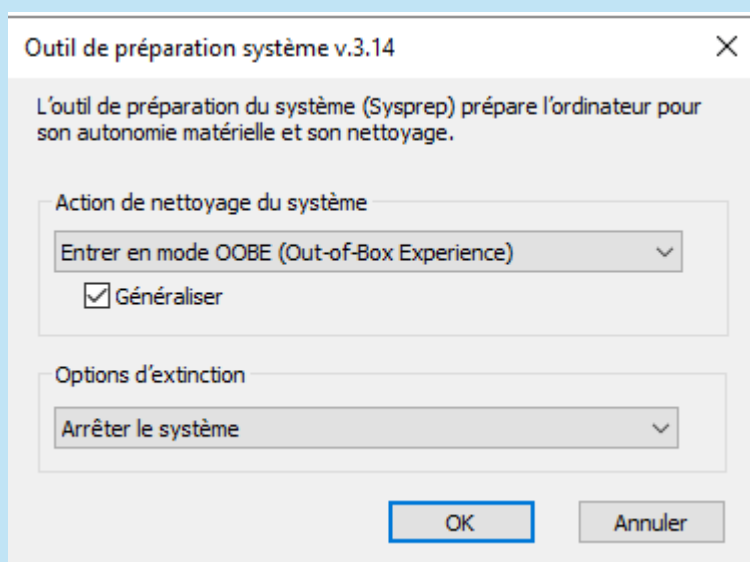 Outil de préparation système v.3.14
L'outil de préparation du système (Sysprep) prépare l'ordinateur pour
son autonomie matérielle et son nettoyage.
Action de nettoyage du système
Entrer en mode OOBE (Out-of-Box Experience)
Généraliser
Options d'extinction
Arrêter le système
OK
Annuler